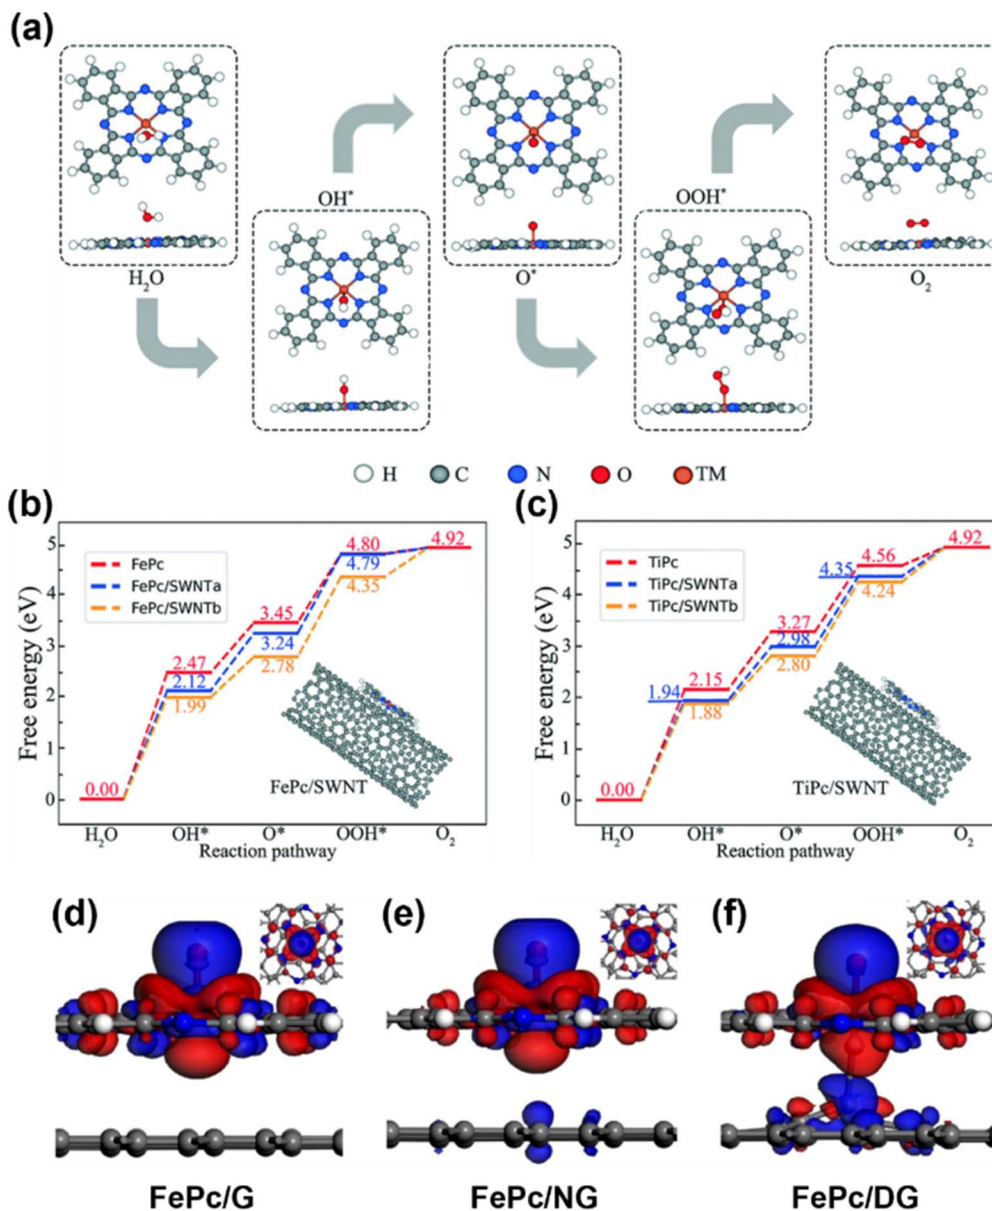 (a)
OH*
OOH*
H₂O
O*
O₂
H
C
N
O
TM
(b)
5
4
3
2
1
0
Free energy (eV)
FePc
FePc/SWNTa
FePc/SWNTb
0.00
2.47
2.12
1.99
3.45
3.24
2.78
4.80
4.79
4.35
4.92
FePc/SWNT
H₂O
OH*
O*
OOH*
O₂
Reaction pathway
(c)
5
4
3
2
1
0
Free energy (eV)
TiPc
TiPc/SWNTa
TiPc/SWNTb
0.00
1.94
2.15
1.88
3.27
2.98
2.80
4.35
4.56
4.24
4.92
TiPc/SWNT
H₂O
OH*
O*
OOH*
O₂
Reaction pathway
(d)
(e)
(f)
FePc/G
FePc/NG
FePc/DG